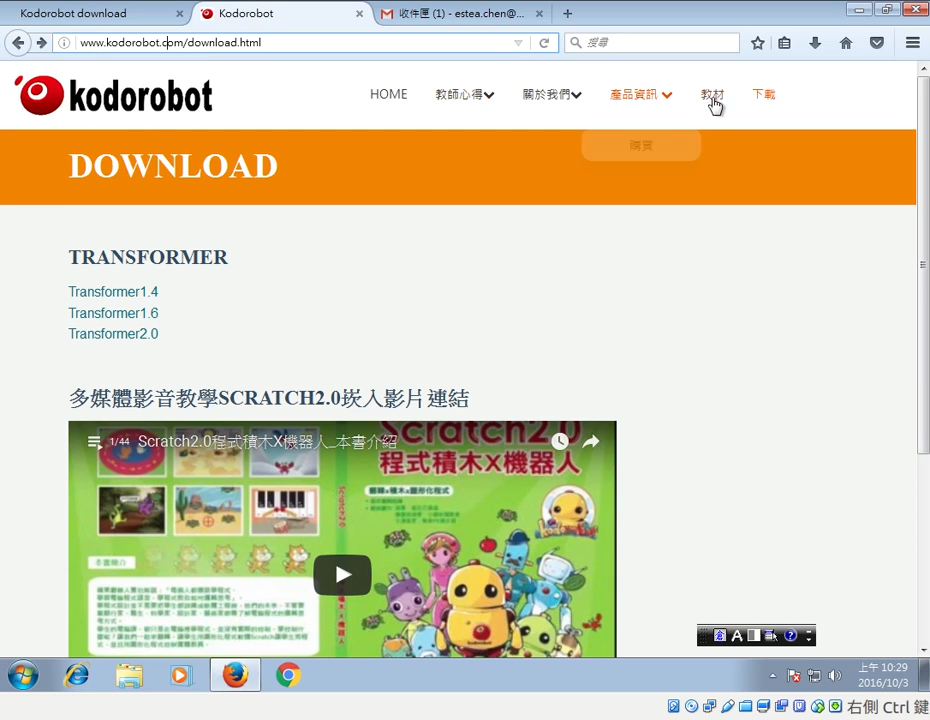 Kodorobot download
Kodorobot
收件匣 (1) - estea.chen@...
www.kodorobot.com/download.html
搜尋
kodorobot
HOME
教師心得
關於我們
產品資訊
教材
下載
購買
DOWNLOAD
TRANSFORMER
Transformer1.4
Transformer1.6
Transformer2.0
多媒體影音教學SCRATCH2.0崁入影片連結
1/44 Scratch2.0程式積木X機器人_本書介紹
Scratch2.0
程式積木X機器人
上午 10:29
2016/10/3
右側 Ctrl 鍵